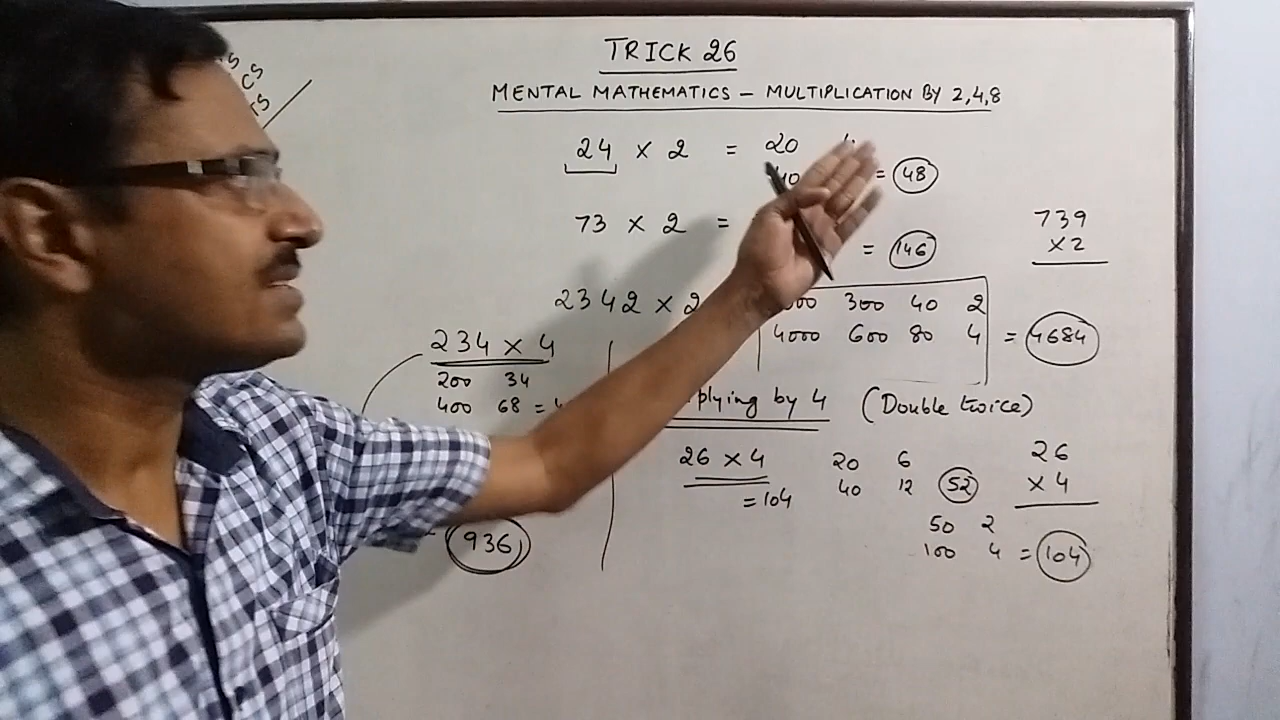 TRICK 26
MENTAL MATHEMATICS – MULTIPLICATION BY 2,4,8
24 × 2 = 20
= 48
73 × 2 =
= 146
739
×2
2342 × 2
300 40 2
4000 600 80 4 = 4684
234 × 4
200 34
400 68 =
936
by 4 (Double twice)
26 × 4
= 104
20 6
40 12 52
50 2
100 4 = 104
26
× 4